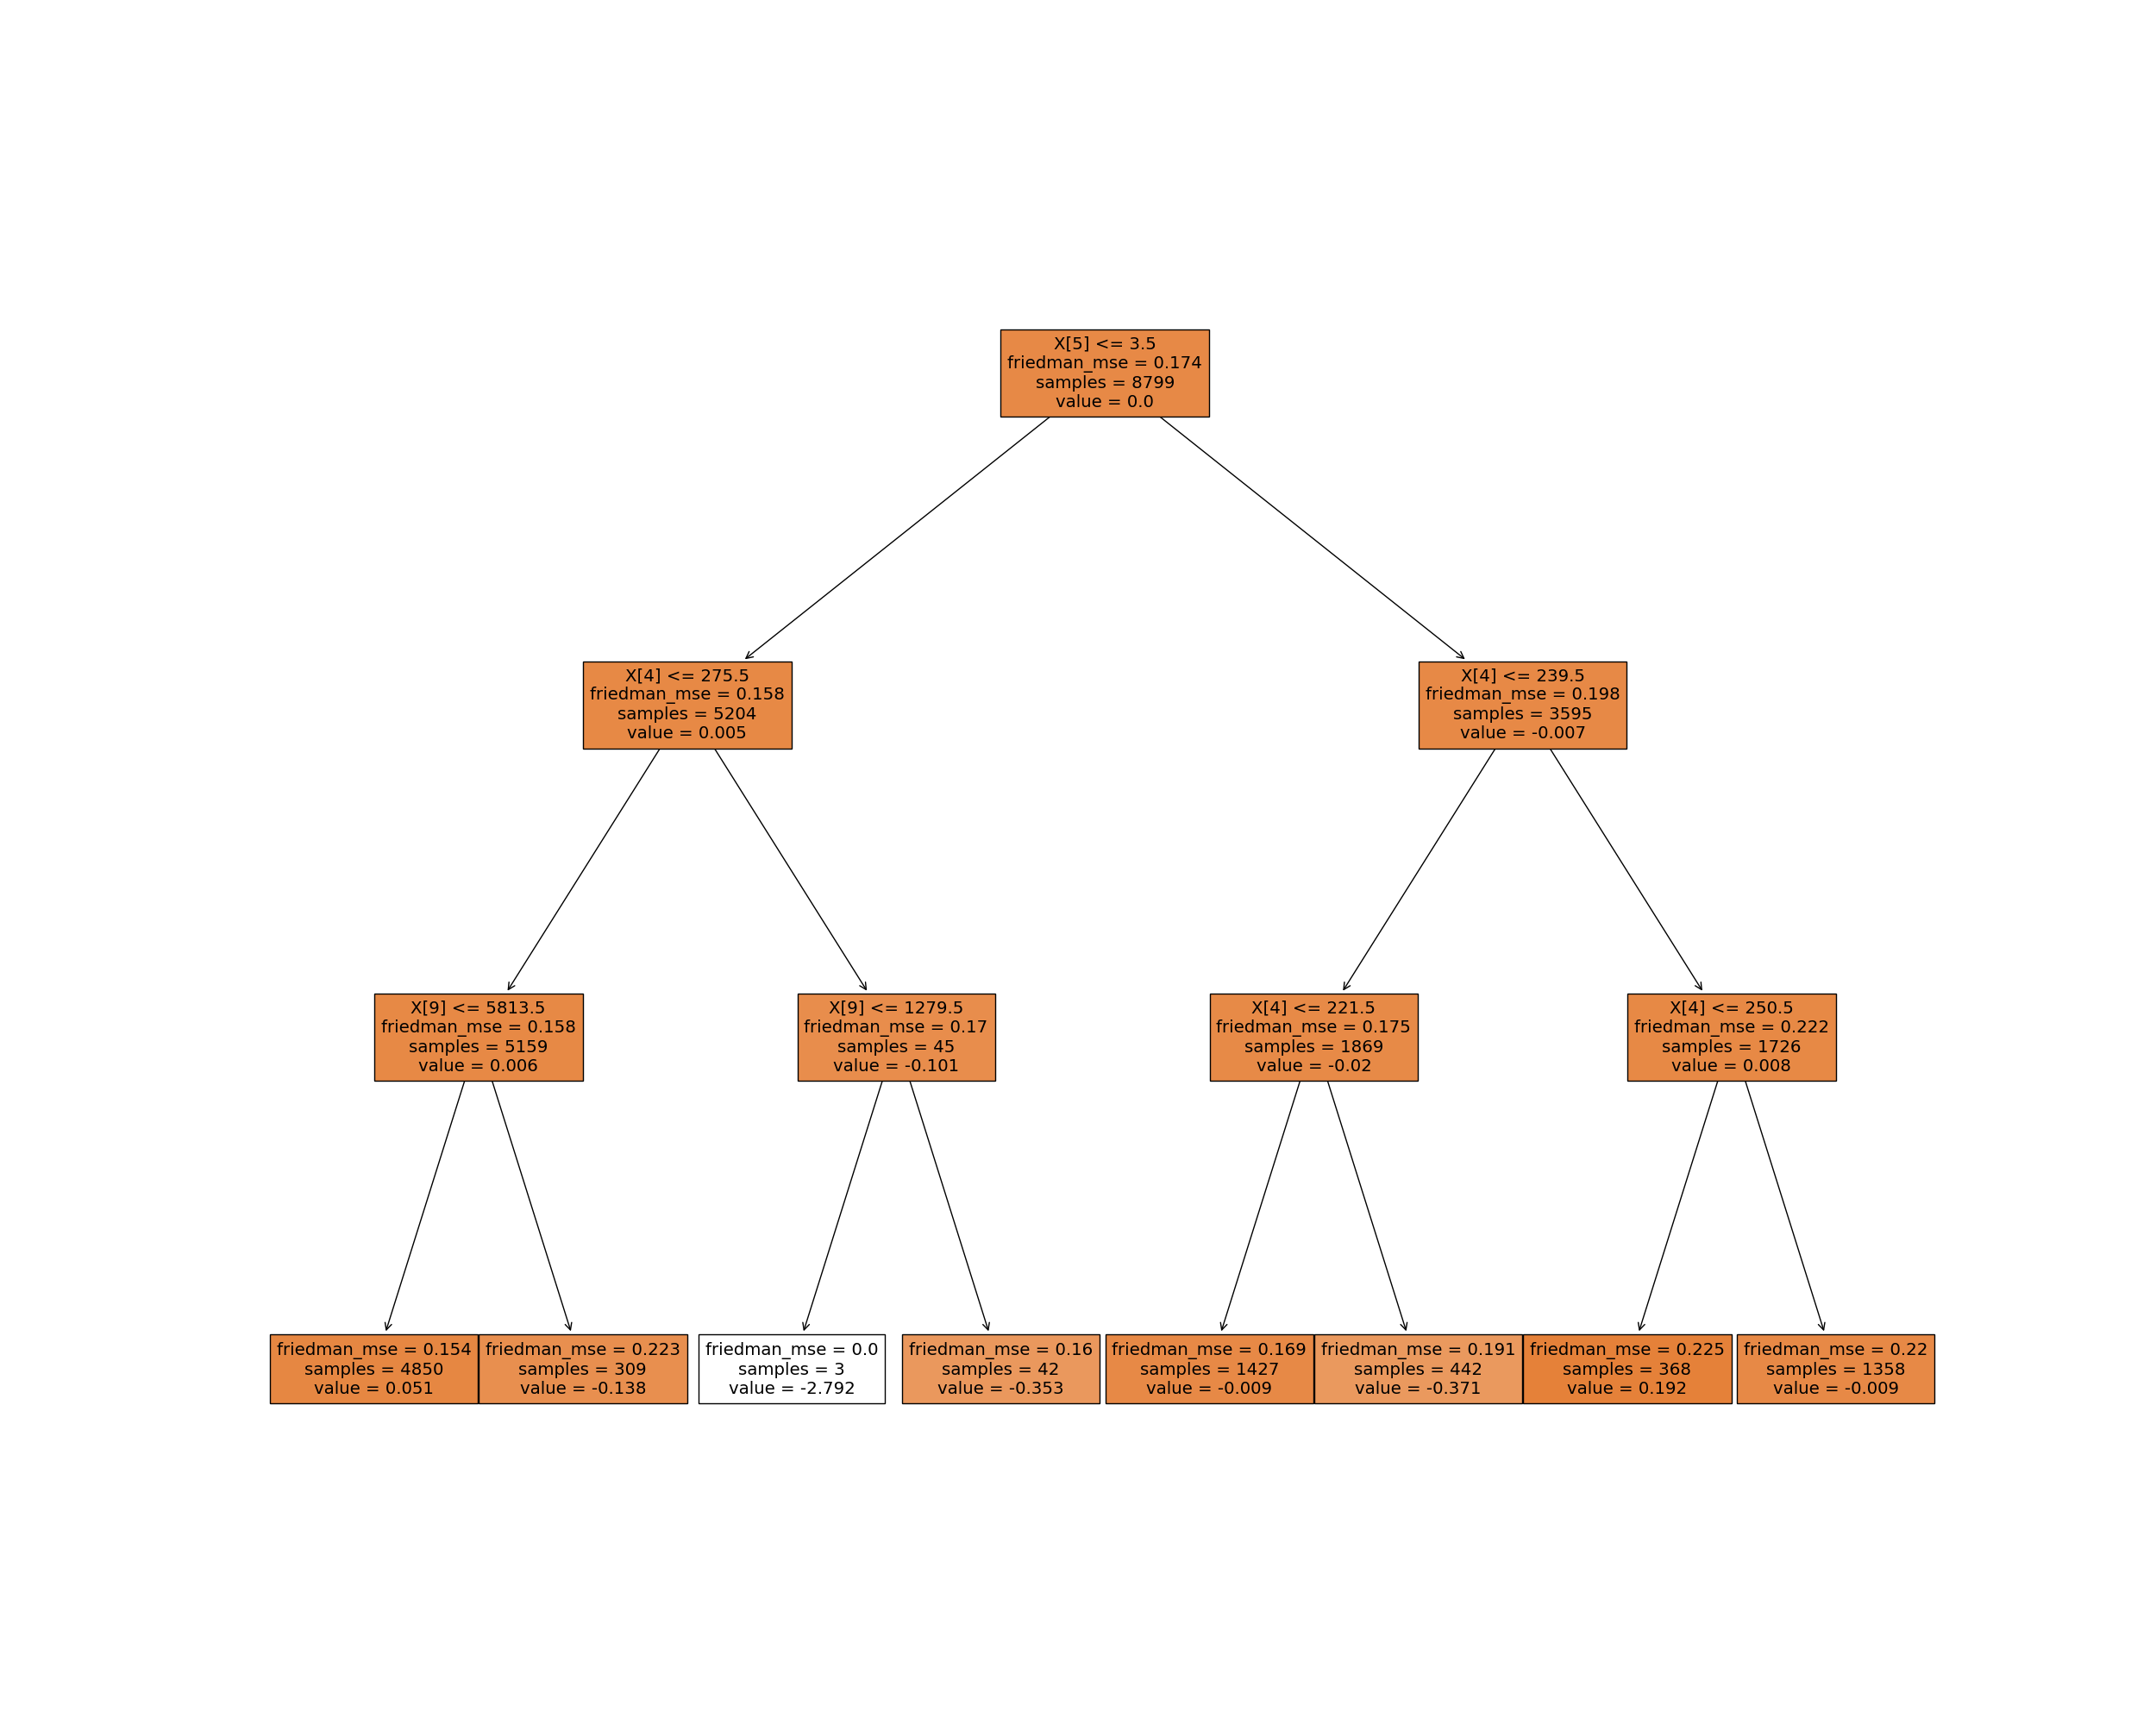 X[5] <= 3.5
friedman_mse = 0.174
samples = 8799
value = 0.0
X[4] <= 275.5
friedman_mse = 0.158
samples = 5204
value = 0.005
X[4] <= 239.5
friedman_mse = 0.198
samples = 3595
value = -0.007
X[9] <= 5813.5
friedman_mse = 0.158
samples = 5159
value = 0.006
X[9] <= 1279.5
friedman_mse = 0.17
samples = 45
value = -0.101
X[4] <= 221.5
friedman_mse = 0.175
samples = 1869
value = -0.02
X[4] <= 250.5
friedman_mse = 0.222
samples = 1726
value = 0.008
friedman_mse = 0.154
samples = 4850
value = 0.051
friedman_mse = 0.223
samples = 309
value = -0.138
friedman_mse = 0.0
samples = 3
value = -2.792
friedman_mse = 0.16
samples = 42
value = -0.353
friedman_mse = 0.169
samples = 1427
value = -0.009
friedman_mse = 0.191
samples = 442
value = -0.371
friedman_mse = 0.225
samples = 368
value = 0.192
friedman_mse = 0.22
samples = 1358
value = -0.009